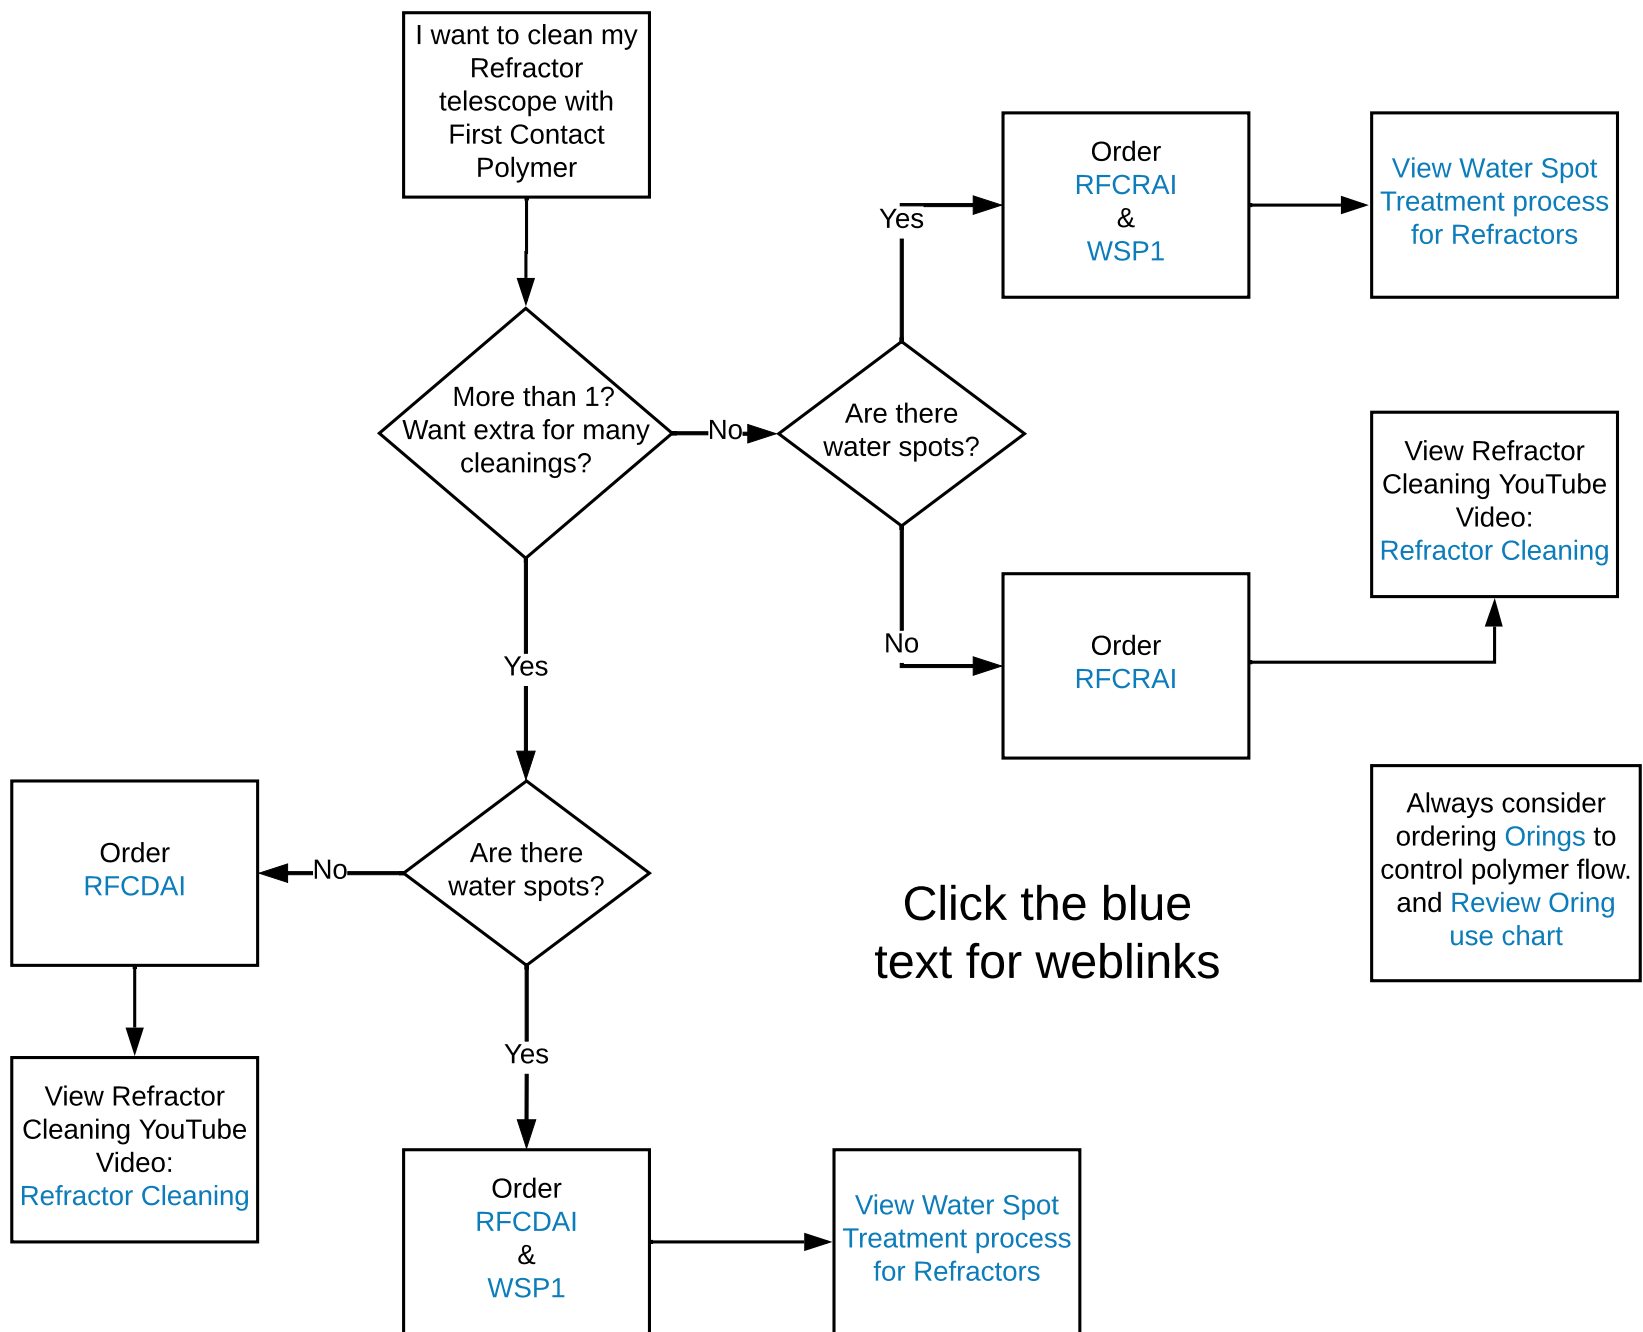 I want to clean my
Refractor
telescope with
First Contact
Polymer
More than 1?
Want extra for many
cleanings?
No
Are there
water spots?
Yes
Order
RFCRAI
&
WSP1
View Water Spot
Treatment process
for Refractors
No
Order
RFCRAI
View Refractor
Cleaning YouTube
Video:
Refractor Cleaning
Always consider
ordering Orings to
control polymer flow.
and Review Oring
use chart
Yes
Are there
water spots?
No
Order
RFCDAI
View Refractor
Cleaning YouTube
Video:
Refractor Cleaning
Yes
Order
RFCDAI
&
WSP1
View Water Spot
Treatment process
for Refractors
Click the blue
text for weblinks